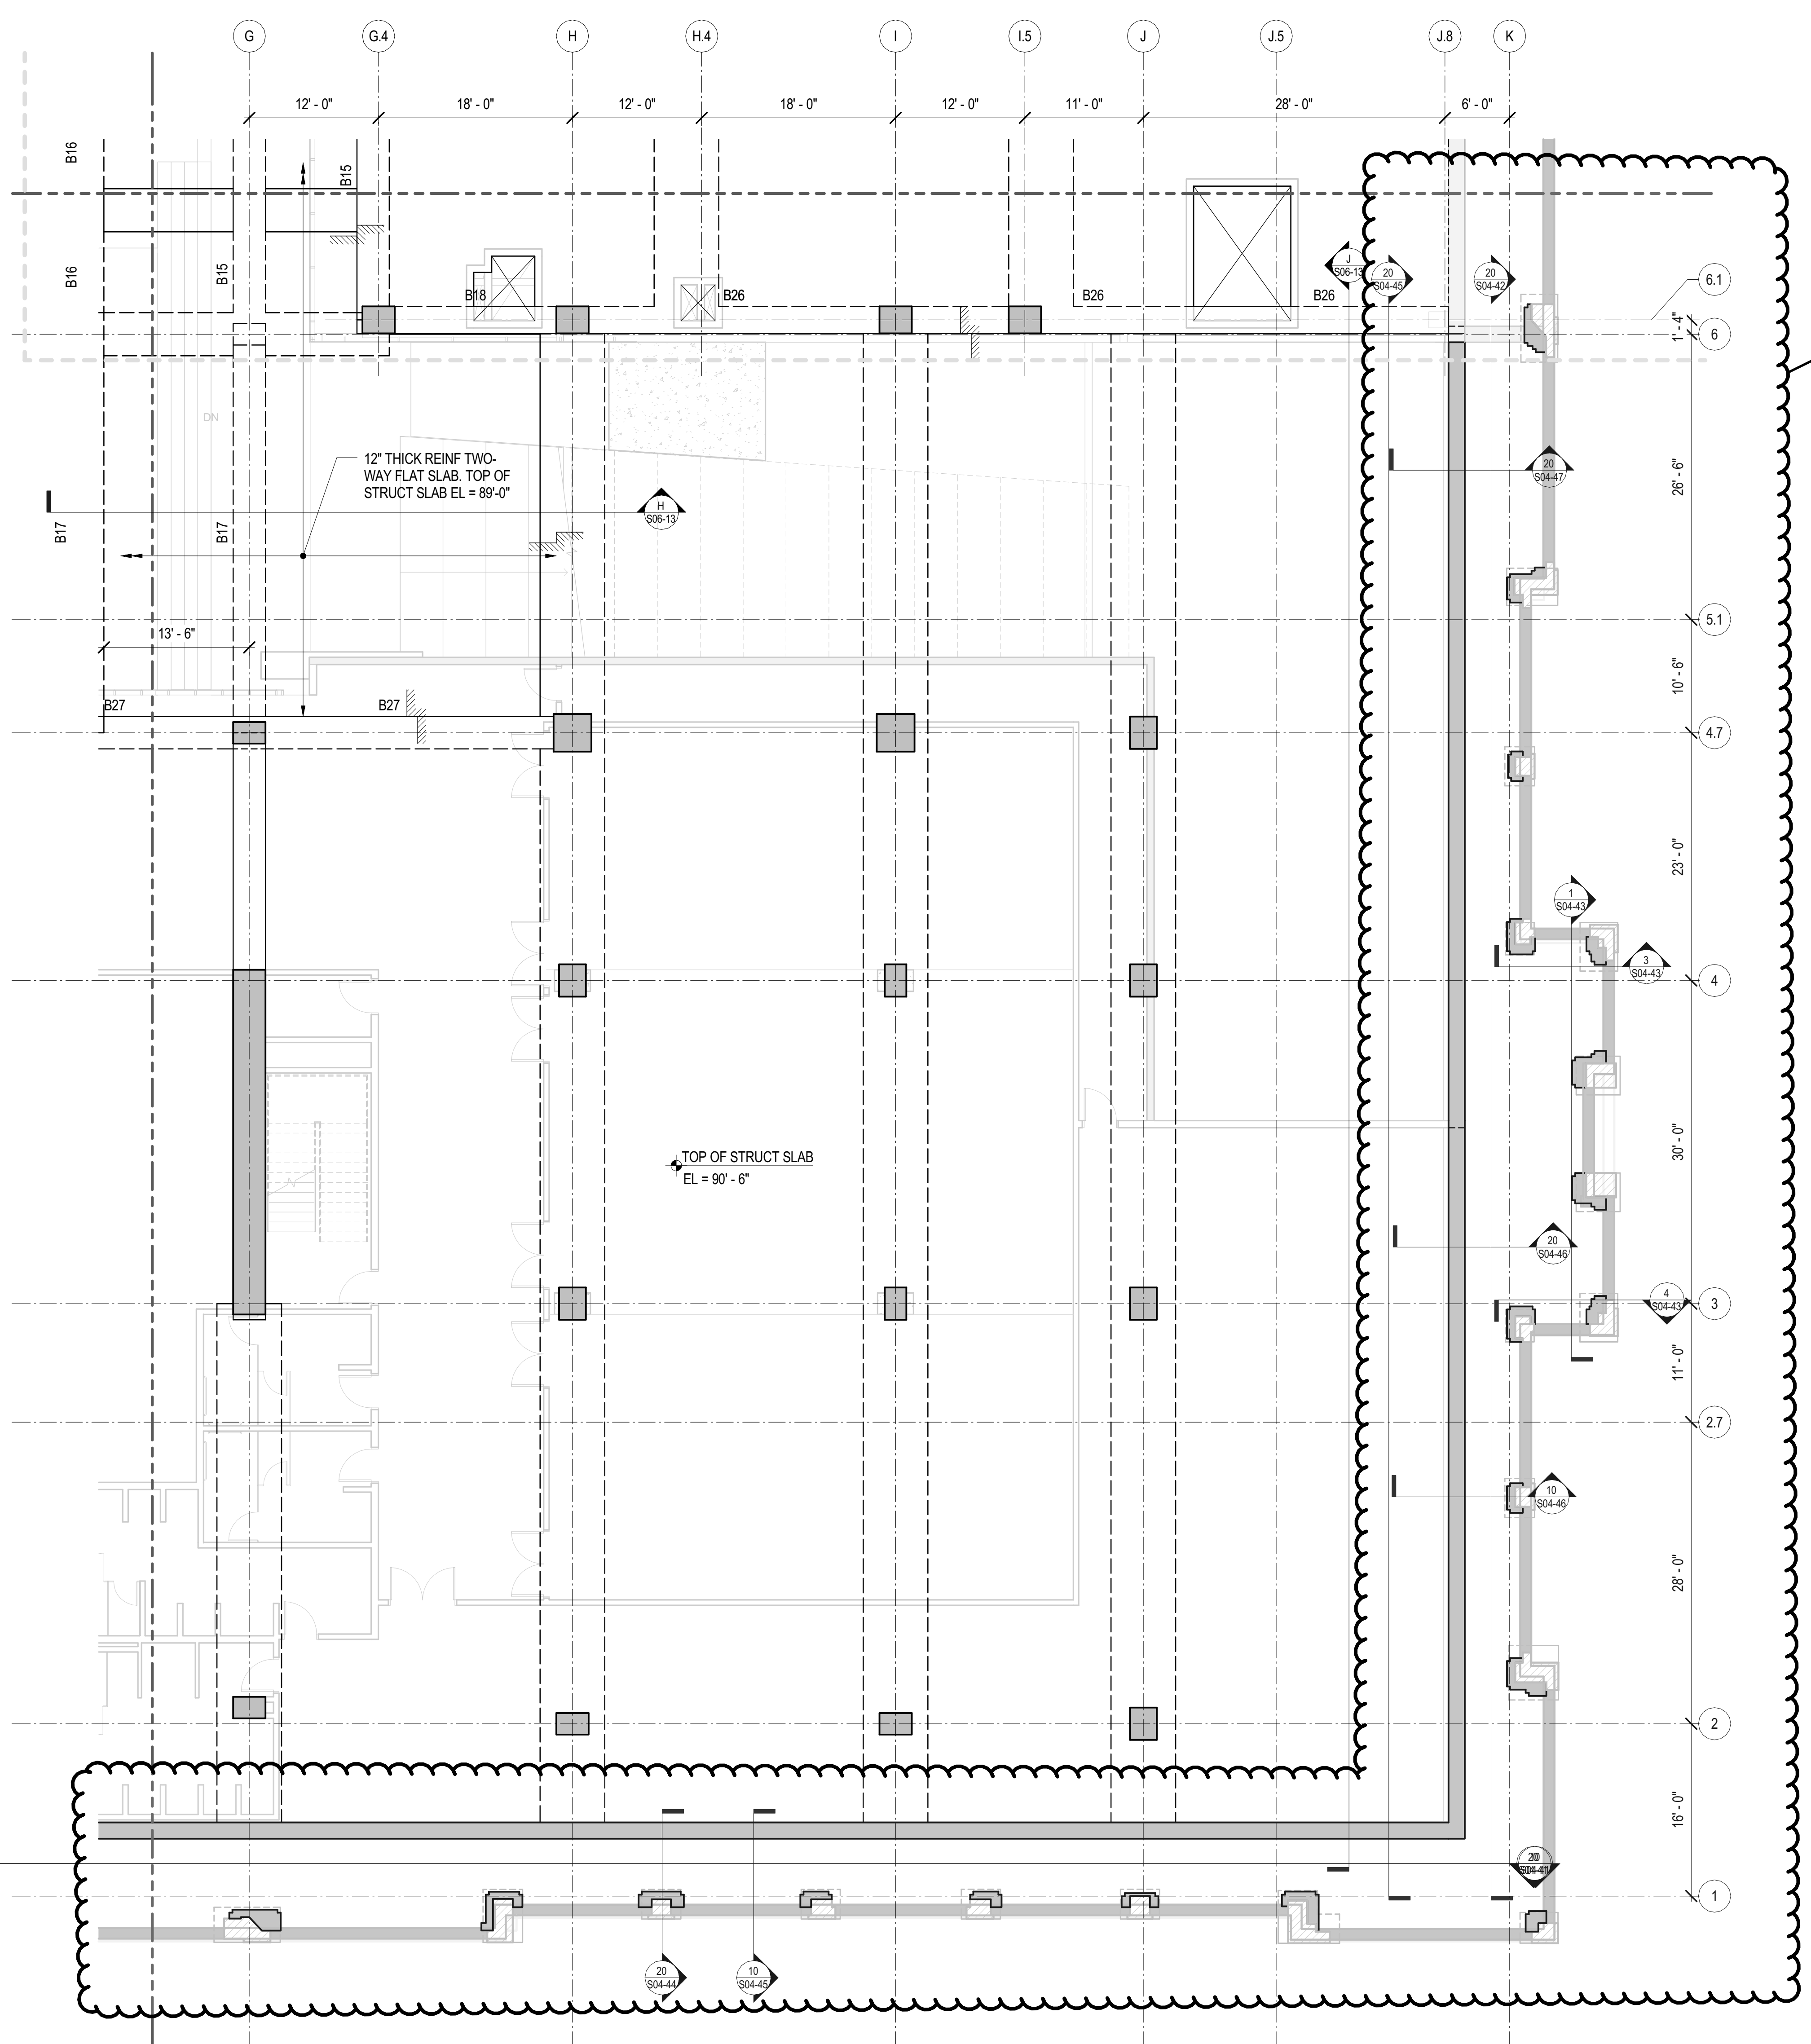 G
G.4
H
H.4
I
I.5
J
J.5
J.8
K
12' - 0"
18' - 0"
12' - 0"
18' - 0"
12' - 0"
11' - 0"
28' - 0"
6' - 0"
B16
B15
B16
B15
B18
B26
B26
B26
J
S06-13
20
S04-45
20
S04-42
6.1
1' - 4"
6
DN
12" THICK REINF TWO-
WAY FLAT SLAB. TOP OF
STRUCT SLAB EL = 89'-0"
H
S06-13
20
S04-47
26' - 6"
B17
B17
5.1
13' - 6"
10' - 6"
B27
B27
4.7
23' - 0"
1
S04-43
3
S04-43
4
TOP OF STRUCT SLAB
EL = 90' - 6"
30' - 0"
20
S04-46
4
S04-43
3
11' - 0"
2.7
10
S04-46
28' - 0"
2
16' - 0"
1
20
S04-44
10
S04-45